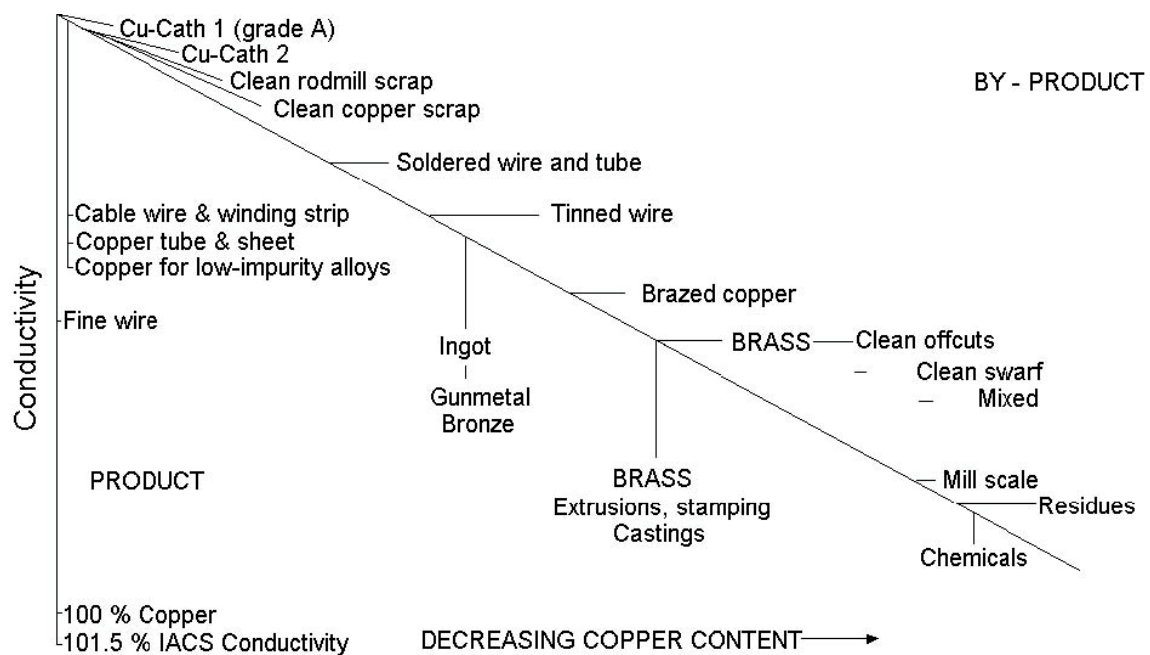 Cu-Cath 1 (grade A)
Cu-Cath 2
Clean rodmill scrap
BY - PRODUCT
Clean copper scrap
Soldered wire and tube
Cable wire & winding strip
Tinned wire
Copper tube & sheet
Copper for low-impurity alloys
Brazed copper
Conductivity
Fine wire
Ingot
BRASS
Clean offcuts
Clean swarf
Mixed
Gunmetal
Bronze
PRODUCT
BRASS
Extrusions, stamping
Castings
Mill scale
Residues
Chemicals
100 % Copper
101.5 % IACS Conductivity
DECREASING COPPER CONTENT